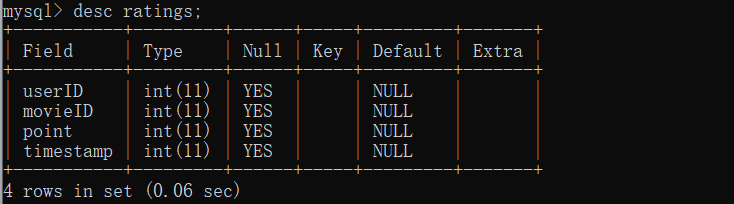 mysql> desc ratings;
+-----------+---------+------+-----+---------+-------+
| Field     | Type    | Null | Key | Default | Extra |
+-----------+---------+------+-----+---------+-------+
| userID    | int(11) | YES  |     | NULL    |       |
| movieID   | int(11) | YES  |     | NULL    |       |
| point     | int(11) | YES  |     | NULL    |       |
| timestamp | int(11) | YES  |     | NULL    |       |
+-----------+---------+------+-----+---------+-------+
4 rows in set (0.06 sec)